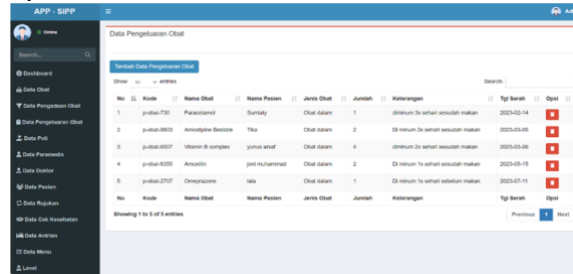 APP - SIPP
Online
Data Pengeluaran Obat
Search...
Tambah Data Pengeluaran Obat
Show 10 entries
Search:
Dashboard
Data Obat
Data Pengadaan Obat
Data Pengeluaran Obat
Data Poli
Data Paramedis
Data Doktor
Data Pasien
Data Rujukan
Data Cek Kesehatan
Data Antrian
Data Menu
Level
No Kode Nama Obat Nama Pasien Jenis Obat Jumlah Keterangan Tgl Serah Opsi
1 p-obat-730 Paracetamol Sumiaty Obat dalam 1 diminum 3x sehari sesudah makan 2023-02-14
2 p-obat-9803 Amlodipine Besilate Tika Obat dalam 2 Di minum 3x sehari sesudah makan 2023-03-05
3 p-obat-6607 Vitamin B complex yunus arsaf Obat dalam 4 diminum 2x sehari sesudah makan 2023-03-06
4 p-obat-6059 Amoxilin joni muhammad Obat dalam 2 Di minum 3x sehari sesudah makan 2023-05-15
5 p-obat-2707 Omeprazone lala Obat dalam 1 Di minum 1x sehari sebelum makan 2023-07-11
No Kode Nama Obat Nama Pasien Jenis Obat Jumlah Keterangan Tgl Serah Opsi
Showing 1 to 5 of 5 entries
Previous 1 Next